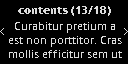 contents (13/18)
Curabitur pretium a
< est non porttitor. Cras >
mollis efficitur sem ut